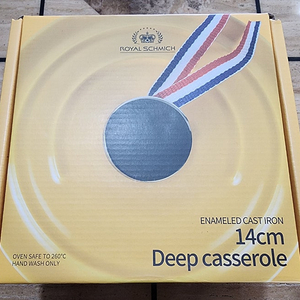 ROYAL SCHMICH
ENAMELED CAST IRON
14cm
Deep casserole
OVEN SAFE TO 260°C
HAND WASH ONLY